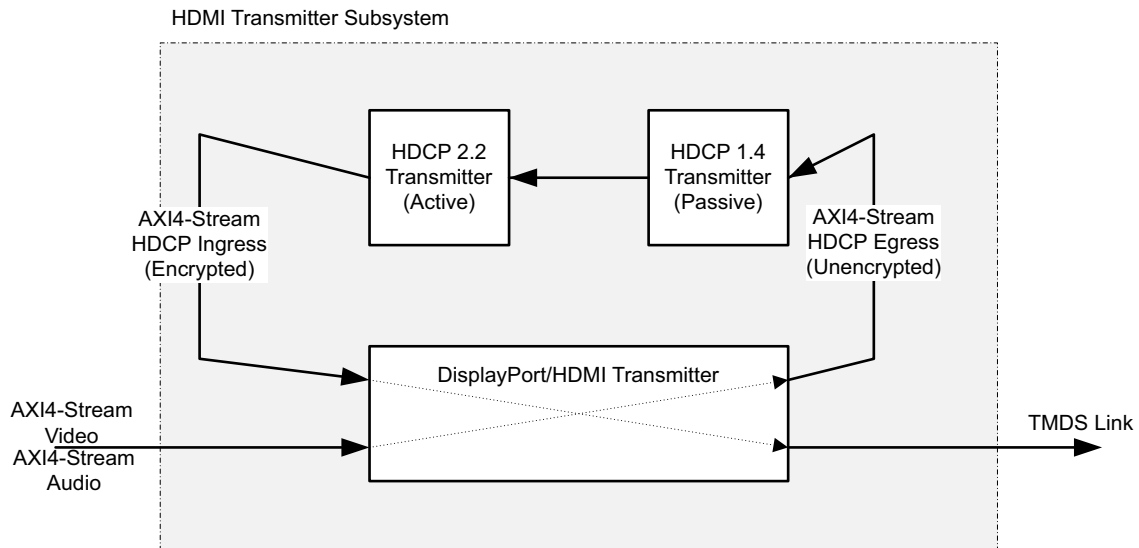 HDMI Transmitter Subsystem
HDCP 2.2
Transmitter
(Active)
HDCP 1.4
Transmitter
(Passive)
AXI4-Stream
HDCP Ingress
(Encrypted)
AXI4-Stream
HDCP Egress
(Unencrypted)
DisplayPort/HDMI Transmitter
AXI4-Stream
Video
AXI4-Stream
Audio
TMDS Link